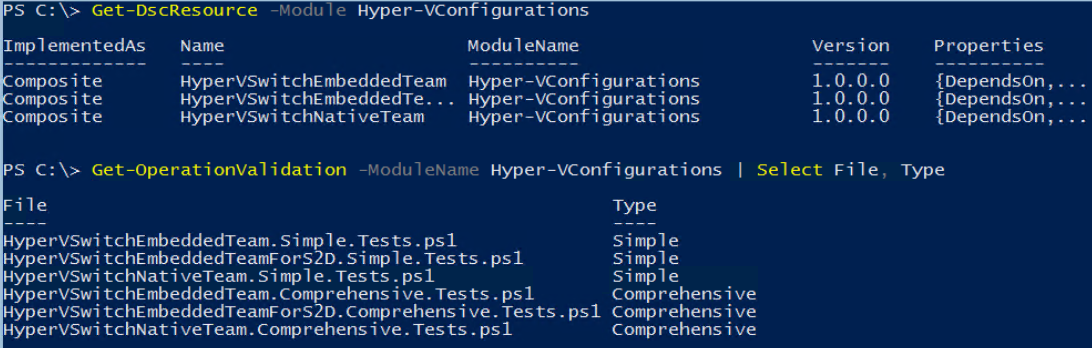 PS C:\> Get-DscResource -Module Hyper-VConfigurations
ImplementedAs   Name                      ModuleName                Version    Properties
-------------   ----                      ----------                -------    ----------
Composite       HyperVSwitchEmbeddedTeam  Hyper-VConfigurations     1.0.0.0    {DependsOn,...
Composite       HyperVSwitchEmbeddedTe... Hyper-VConfigurations     1.0.0.0    {DependsOn,...
Composite       HyperVSwitchNativeTeam    Hyper-VConfigurations     1.0.0.0    {DependsOn,...
PS C:\> Get-OperationValidation -ModuleName Hyper-VConfigurations | Select File, Type
File                                                 Type
----                                                 ----
HyperVSwitchEmbeddedTeam.Simple.Tests.ps1            Simple
HyperVSwitchEmbeddedTeamForS2D.Simple.Tests.ps1      Simple
HyperVSwitchNativeTeam.Simple.Tests.ps1              Simple
HyperVSwitchEmbeddedTeam.Comprehensive.Tests.ps1     Comprehensive
HyperVSwitchEmbeddedTeamForS2D.Comprehensive.Tests.ps1 Comprehensive
HyperVSwitchNativeTeam.Comprehensive.Tests.ps1       Comprehensive